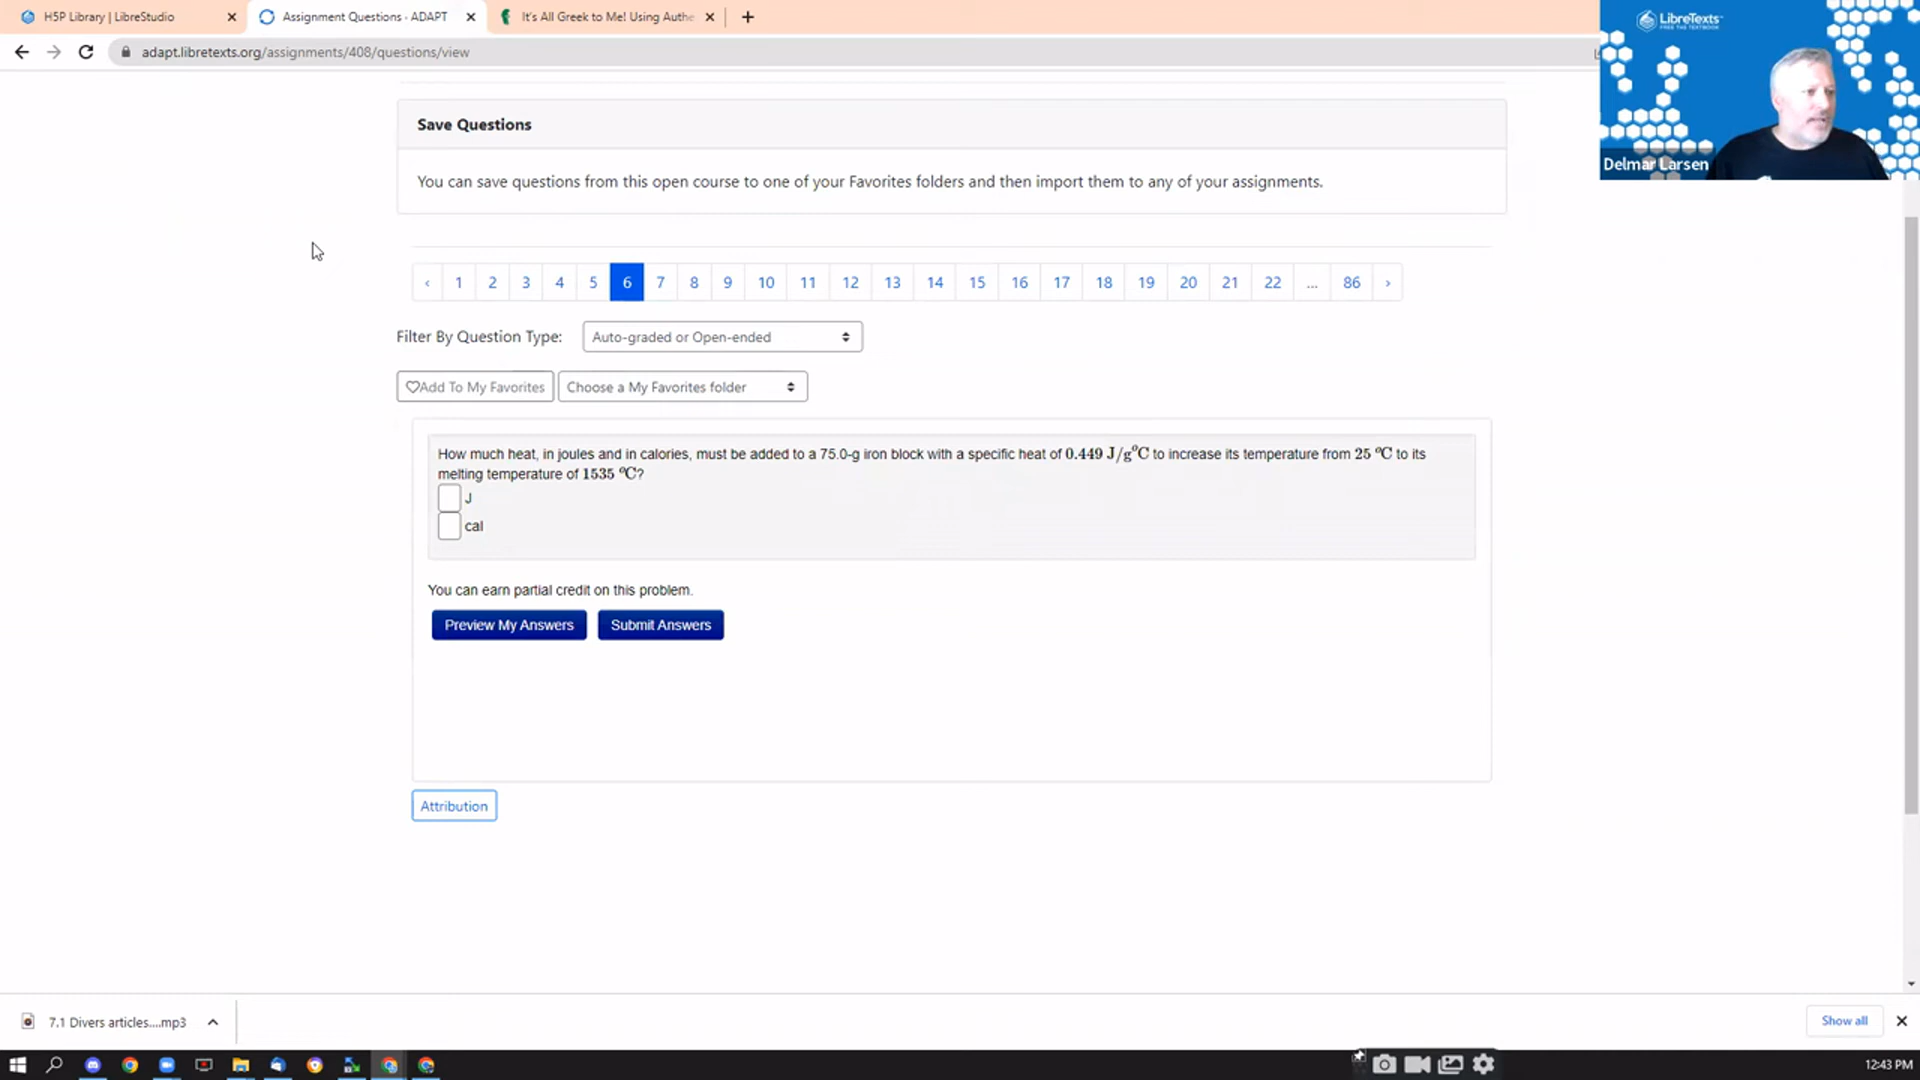 H5P Library | LibreStudio
Assignment Questions - ADAPT
It's All Greek to Me! Using Authe
adapt.libretexts.org/assignments/408/questions/view
LibreTexts
FREE THE TEXTBOOK
Delmar Larsen
Save Questions
You can save questions from this open course to one of your Favorites folders and then import them to any of your assignments.
‹ 1 2 3 4 5 6 7 8 9 10 11 12 13 14 15 16 17 18 19 20 21 22 ... 86 ›
Filter By Question Type: Auto-graded or Open-ended
Add To My Favorites Choose a My Favorites folder
How much heat, in joules and in calories, must be added to a 75.0-g iron block with a specific heat of 0.449 J/g°C to increase its temperature from 25 °C to its
melting temperature of 1535 °C?
J
cal
You can earn partial credit on this problem.
Preview My Answers Submit Answers
Attribution
7.1 Divers articles....mp3
Show all
12:43 PM